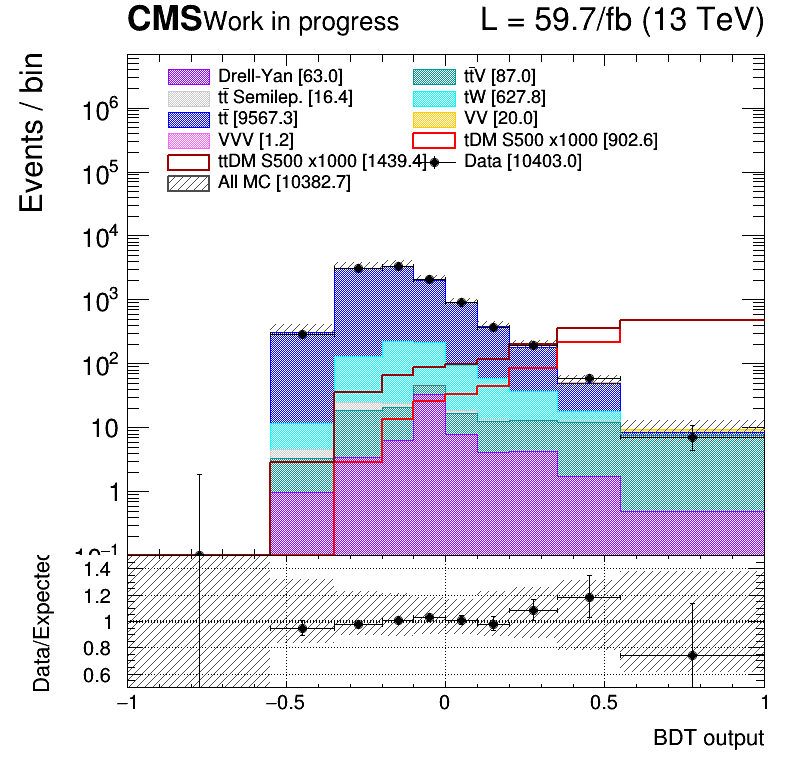 CMS Work in progress L = 59.7/fb (13 TeV)
Events / bin
Drell-Yan [63.0] tt̄V [87.0]
tt̄ Semilep. [16.4] tW [627.8]
tt̄ [9567.3] VV [20.0]
VVV [1.2] tDM S500 x1000 [902.6]
ttDM S500 x1000 [1439.4] Data [10403.0]
All MC [10382.7]
10⁶
10⁵
10⁴
10³
10²
10
1
10⁻¹
Data/Expected
1.4
1.2
1
0.8
0.6
−1 −0.5 0 0.5 1
BDT output